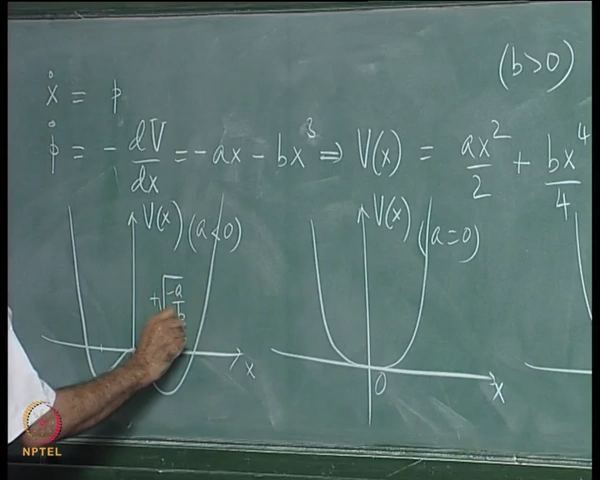 (b>0)
ẋ = p
ṗ = - dV/dx = -ax - bx³ ⇒ V(x) = ax²/2 + bx⁴/4
V(x) (a<0)
V(x) (a=0)
+√(-a/b)
x
0
x
NPTEL